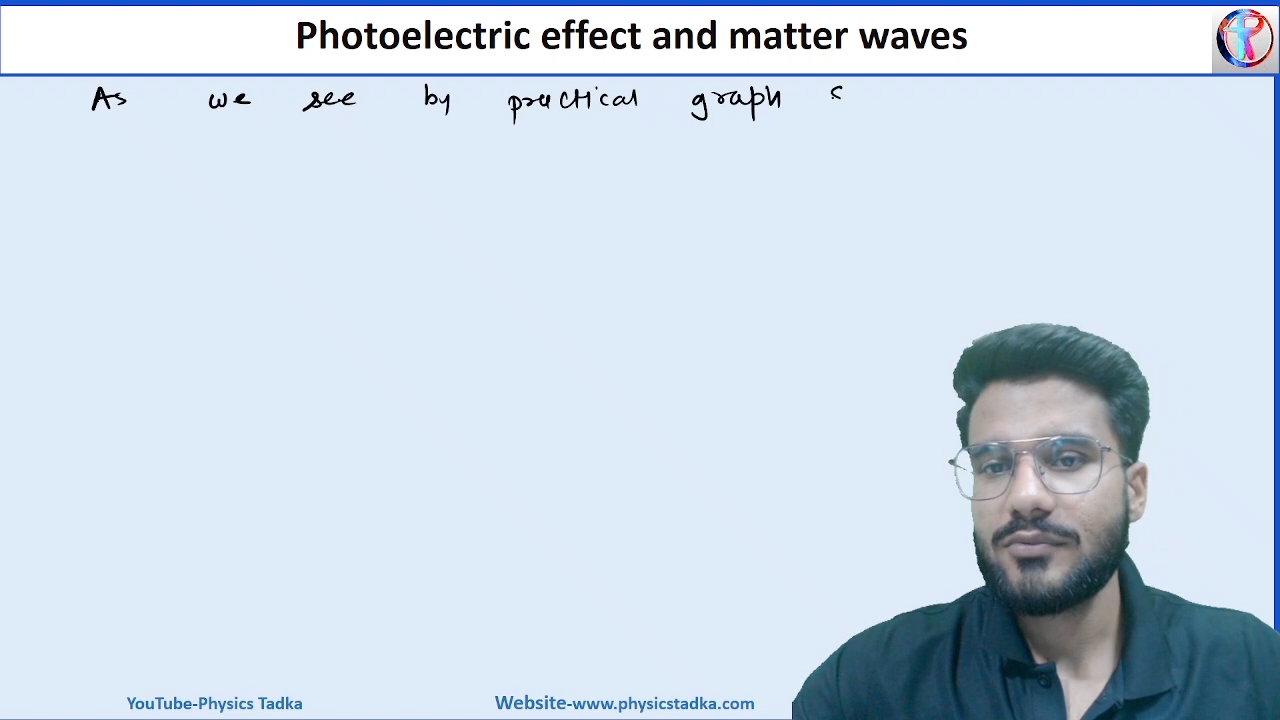 Photoelectric effect and matter waves
As we see by practical graph s
YouTube-Physics Tadka
Website-www.physicstadka.com